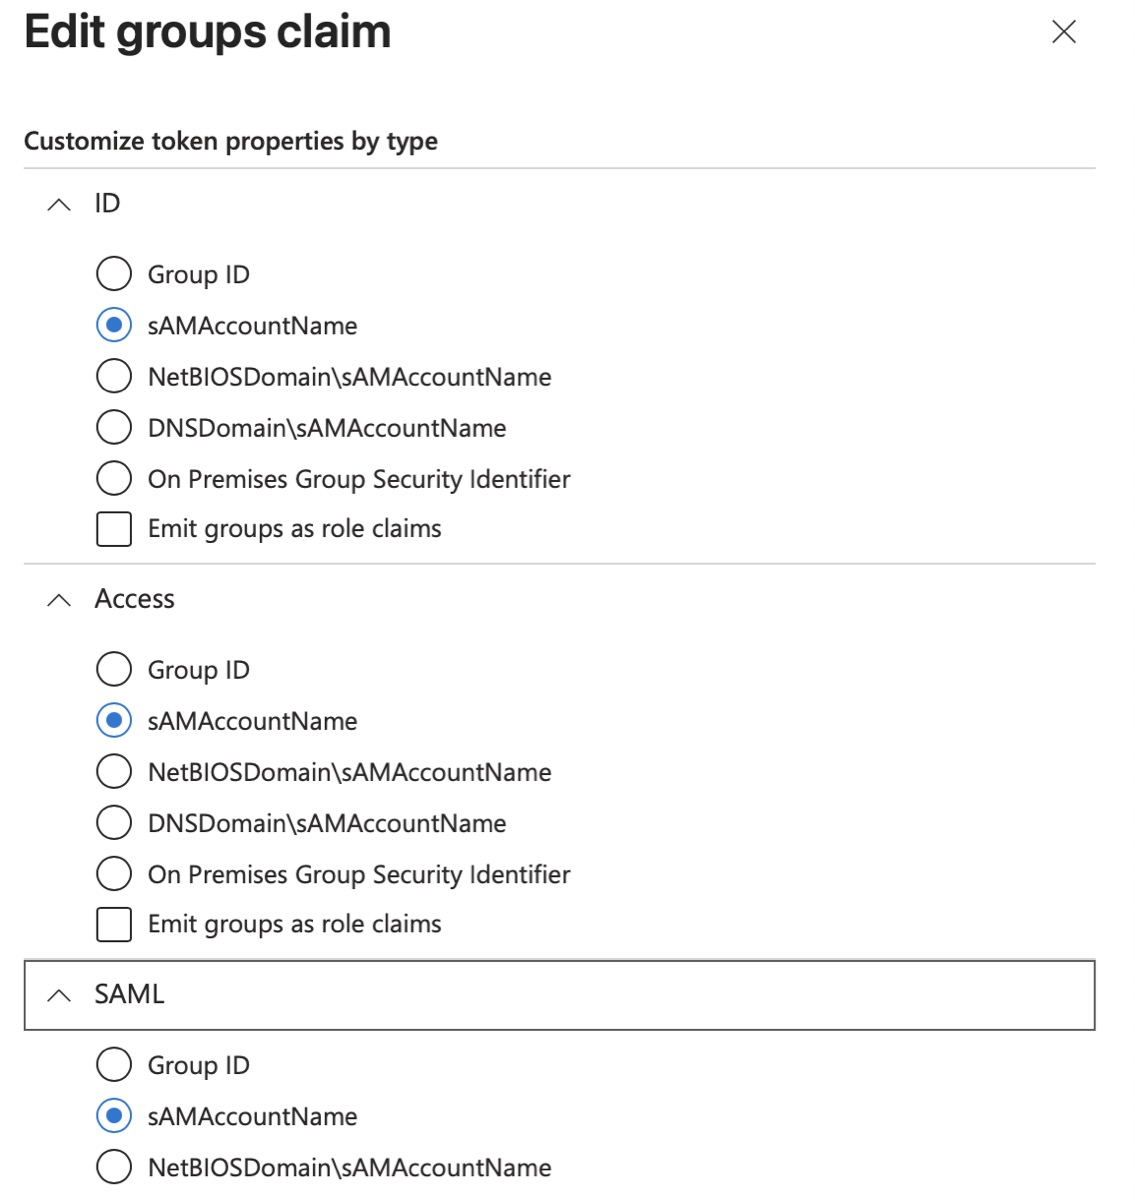 Edit groups claim
Customize token properties by type
ID
Group ID
sAMAccountName
NetBIOSDomain\sAMAccountName
DNSDomain\sAMAccountName
On Premises Group Security Identifier
Emit groups as role claims
Access
Group ID
sAMAccountName
NetBIOSDomain\sAMAccountName
DNSDomain\sAMAccountName
On Premises Group Security Identifier
Emit groups as role claims
SAML
Group ID
sAMAccountName
NetBIOSDomain\sAMAccountName